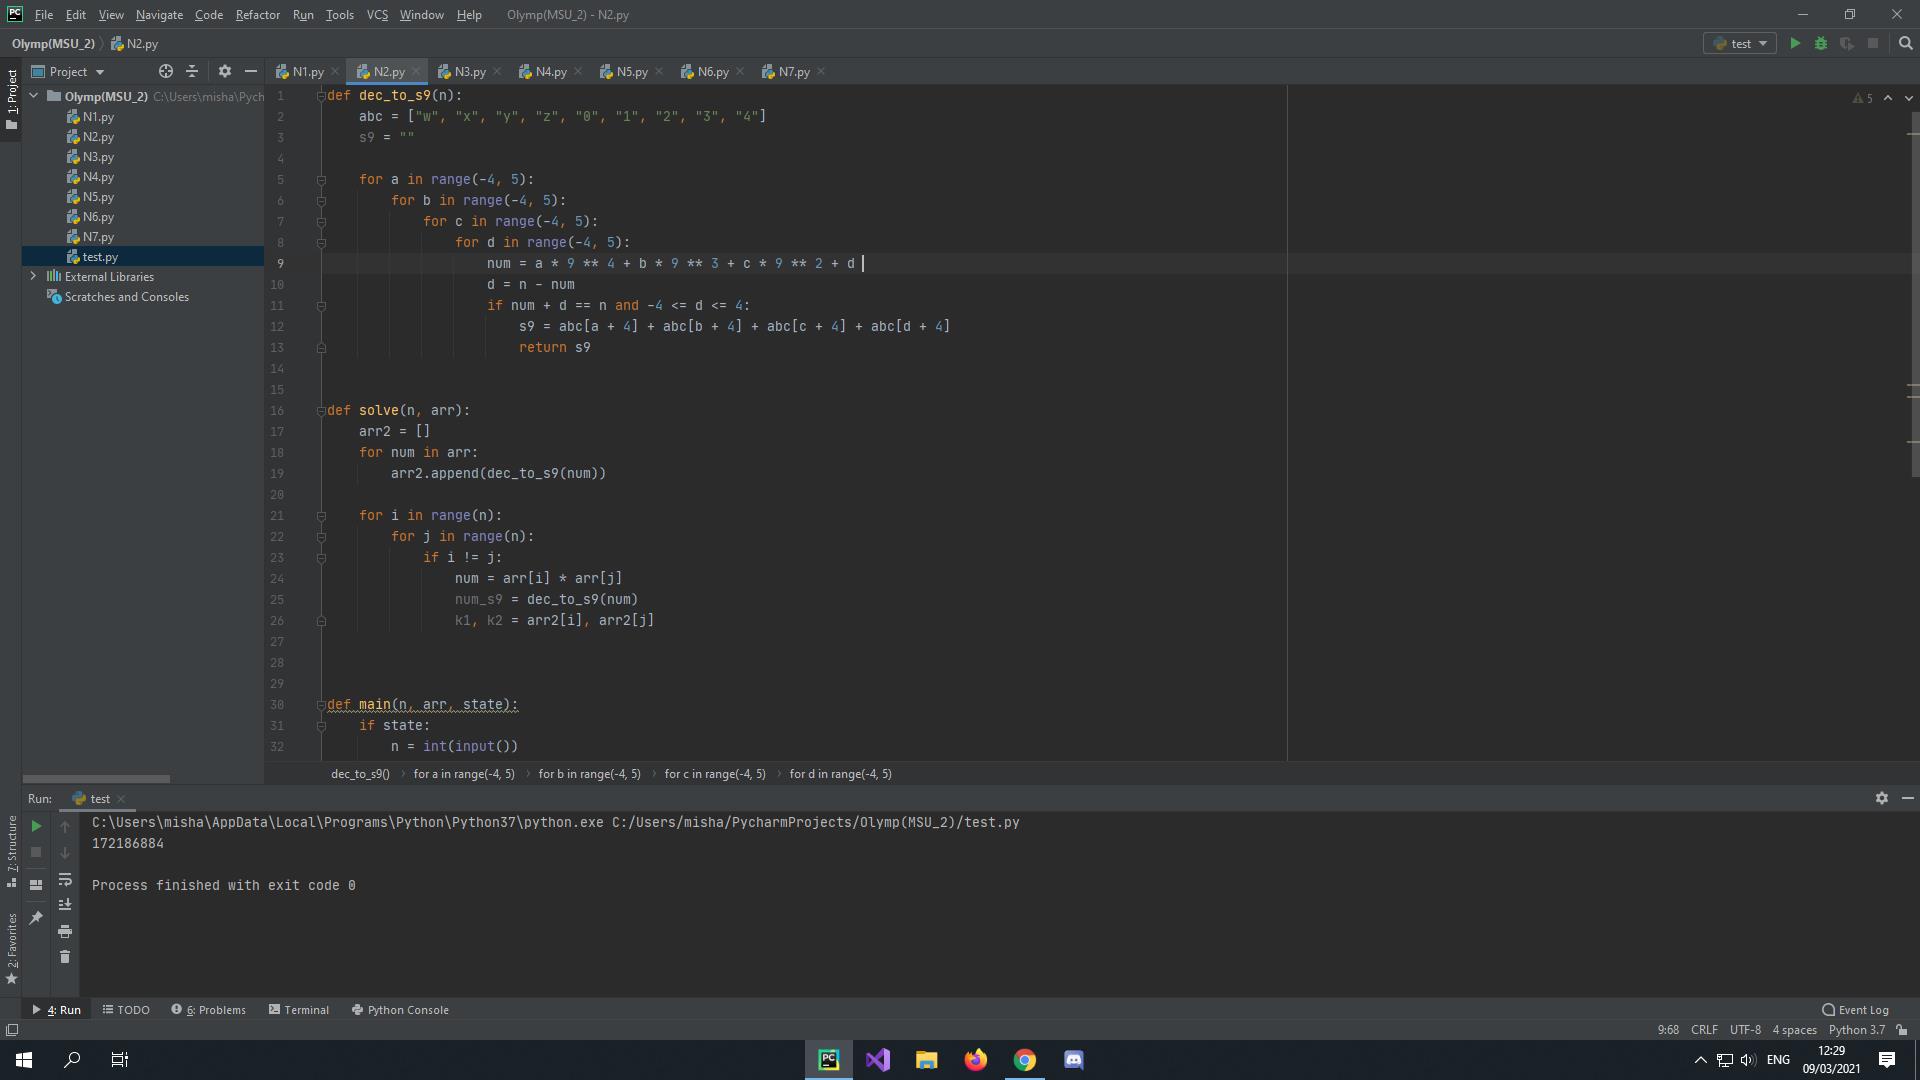 File Edit View Navigate Code Refactor Run Tools VCS Window Help Olymp(MSU_2) - N2.py
Olymp(MSU_2) N2.py test
1: Project
Project
N1.py N2.py N3.py N4.py N5.py N6.py N7.py
Olymp(MSU_2) C:\Users\misha\Pych
N1.py
N2.py
N3.py
N4.py
N5.py
N6.py
N7.py
test.py
External Libraries
Scratches and Consoles
5
1 def dec_to_s9(n):
2 abc = ["w", "x", "y", "z", "0", "1", "2", "3", "4"]
3 s9 = ""
4
5 for a in range(-4, 5):
6 for b in range(-4, 5):
7 for c in range(-4, 5):
8 for d in range(-4, 5):
9 num = a * 9 ** 4 + b * 9 ** 3 + c * 9 ** 2 + d
10 d = n - num
11 if num + d == n and -4 <= d <= 4:
12 s9 = abc[a + 4] + abc[b + 4] + abc[c + 4] + abc[d + 4]
13 return s9
14
15
16 def solve(n, arr):
17 arr2 = []
18 for num in arr:
19 arr2.append(dec_to_s9(num))
20
21 for i in range(n):
22 for j in range(n):
23 if i != j:
24 num = arr[i] * arr[j]
25 num_s9 = dec_to_s9(num)
26 k1, k2 = arr2[i], arr2[j]
27
28
29
30 def main(n, arr, state):
31 if state:
32 n = int(input())
dec_to_s9() for a in range(-4, 5) for b in range(-4, 5) for c in range(-4, 5) for d in range(-4, 5)
Run: test
C:\Users\misha\AppData\Local\Programs\Python\Python37\python.exe C:/Users/misha/PycharmProjects/Olymp(MSU_2)/test.py
172186884
Process finished with exit code 0
7: Structure
2: Favorites
4: Run TODO 6: Problems Terminal Python Console Event Log
9:68 CRLF UTF-8 4 spaces Python 3.7
ENG 12:29
09/03/2021